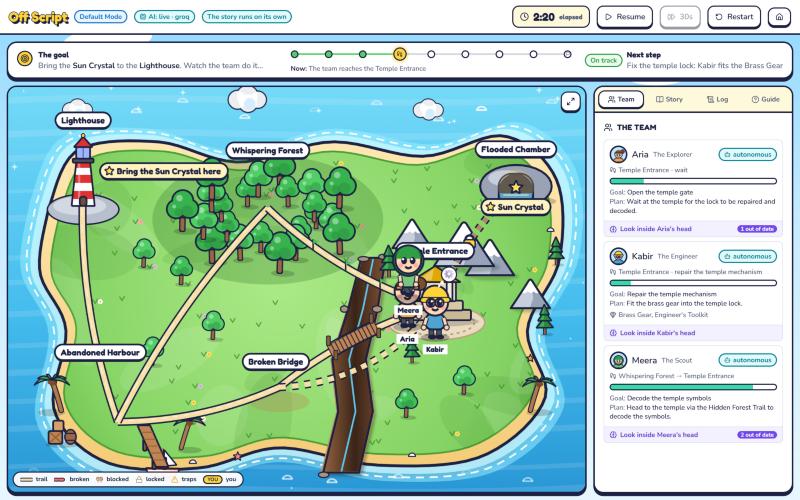 Off Script
Default Mode
AI: live · groq
The story runs on its own
2:20 elapsed
Resume
30s
Restart
The goal
Bring the Sun Crystal to the Lighthouse. Watch the team do it...
Now: The team reaches the Temple Entrance
On track
Next step
Fix the temple lock: Kabir fits the Brass Gear
Lighthouse
Bring the Sun Crystal here
Whispering Forest
Flooded Chamber
Sun Crystal
le Entrance
Meera
Aria
Kabir
Abandoned Harbour
Broken Bridge
trail
broken
blocked
locked
traps
YOU you
Team
Story
Log
Guide
THE TEAM
Aria The Explorer
autonomous
Temple Entrance · wait
Goal: Open the temple gate
Plan: Wait at the temple for the lock to be repaired and
decoded.
Look inside Aria's head
1 out of date
Kabir The Engineer
autonomous
Temple Entrance · repair the temple mechanism
Goal: Repair the temple mechanism
Plan: Fit the brass gear into the temple lock.
Brass Gear, Engineer's Toolkit
Look inside Kabir's head
Meera The Scout
autonomous
Whispering Forest → Temple Entrance
Goal: Decode the temple symbols
Plan: Head to the temple via the Hidden Forest Trail to
decode the symbols.
Look inside Meera's head
2 out of date